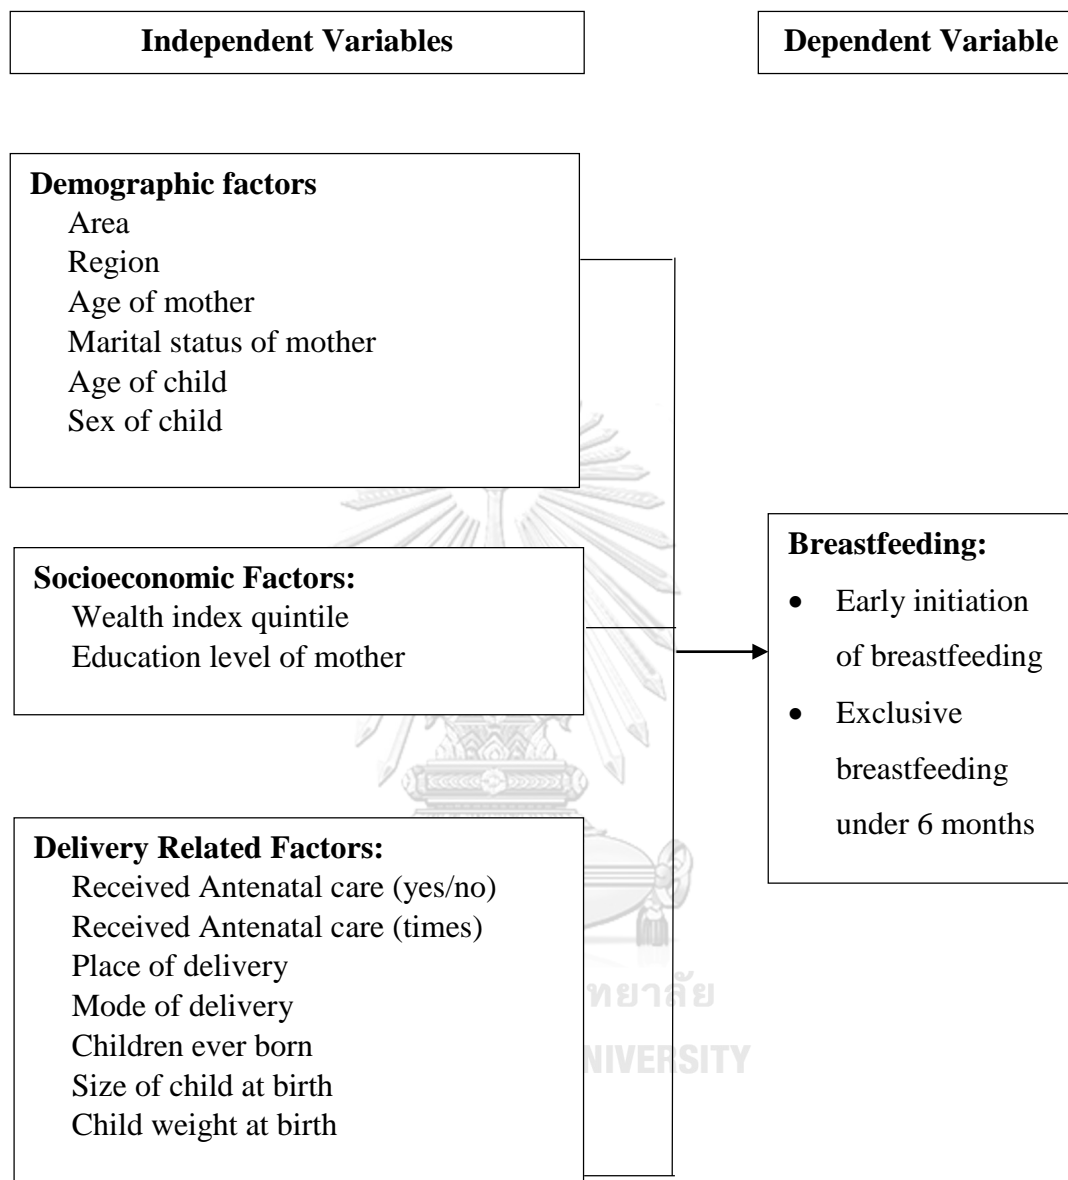 Independent Variables
Dependent Variable
Demographic factors
Area
Region
Age of mother
Marital status of mother
Age of child
Sex of child
Socioeconomic Factors:
Wealth index quintile
Education level of mother
Delivery Related Factors:
Received Antenatal care (yes/no)
Received Antenatal care (times)
Place of delivery
Mode of delivery
Children ever born
Size of child at birth
Child weight at birth
Breastfeeding:
• Early initiation
of breastfeeding
• Exclusive
breastfeeding
under 6 months